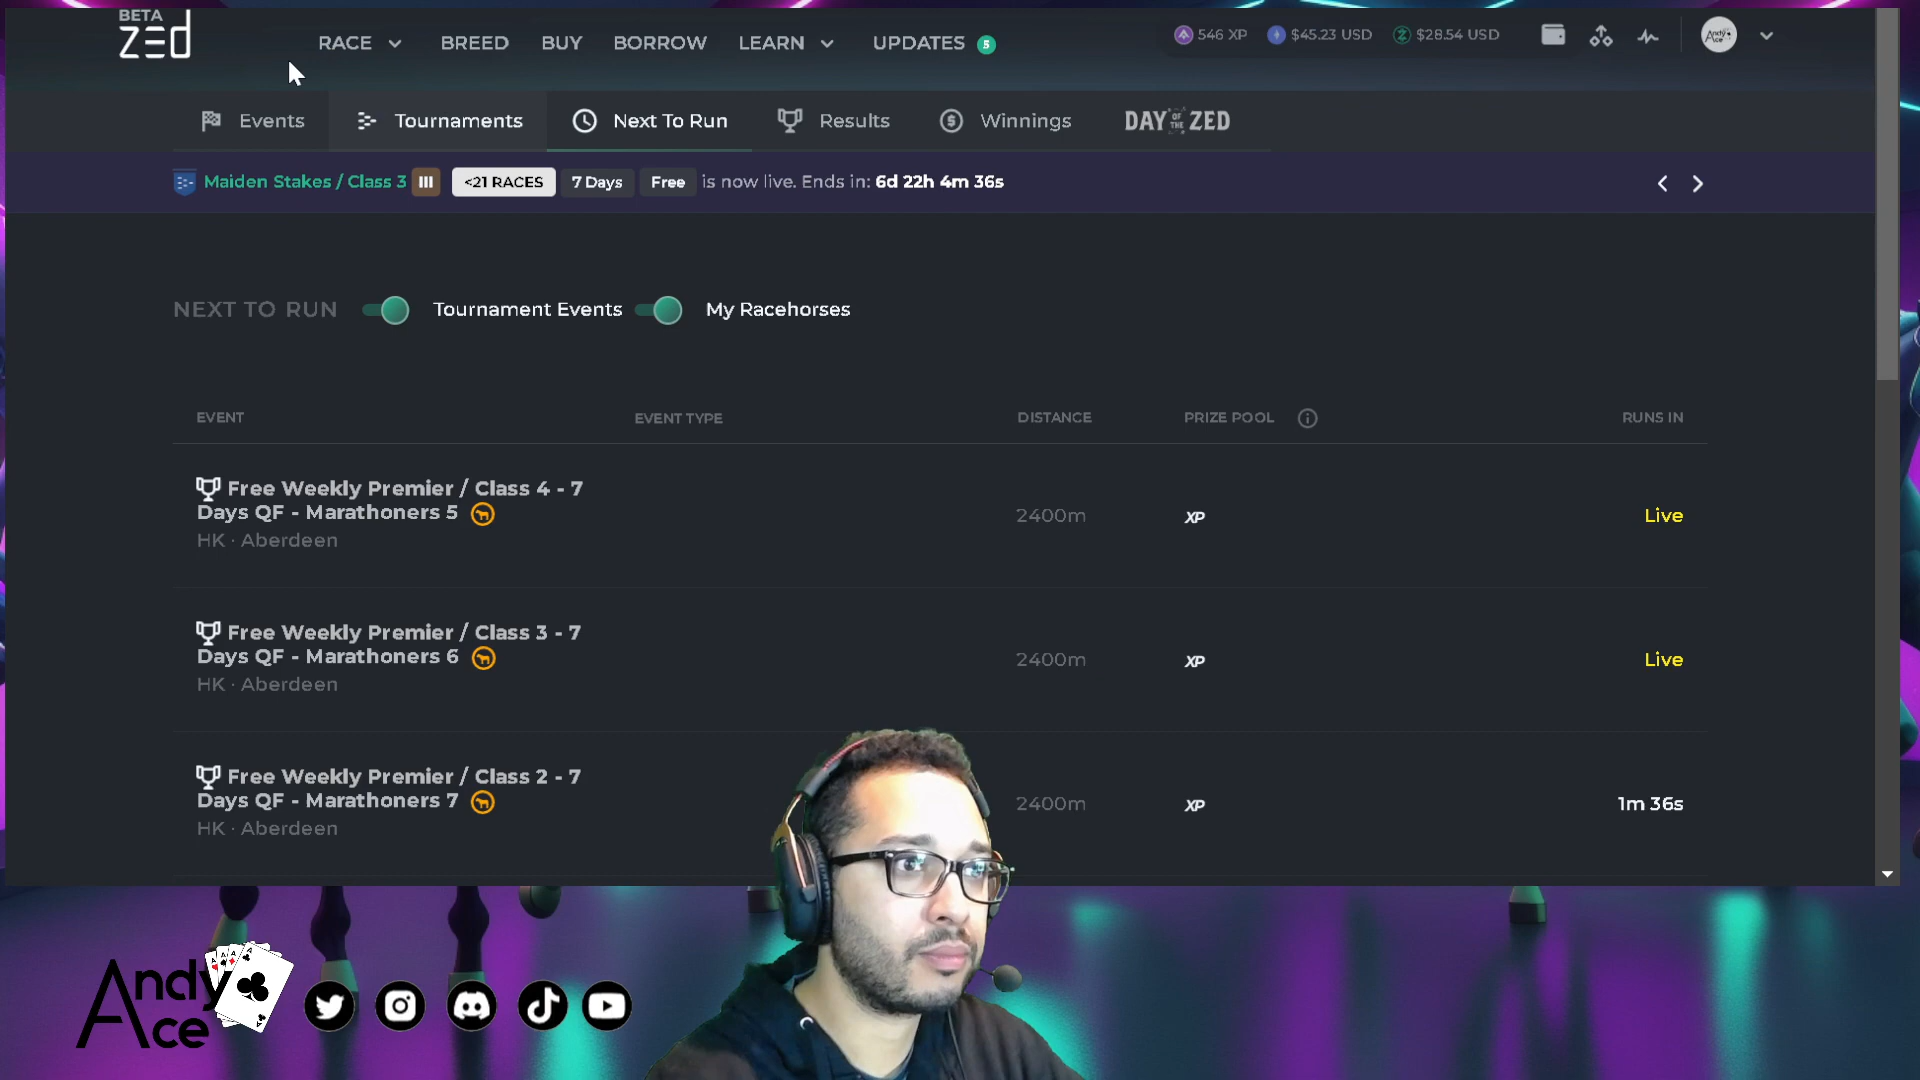 BETA
ZED
RACE BREED BUY BORROW LEARN UPDATES 5
546 XP $45.23 USD $28.54 USD
Andy Ace
Events Tournaments Next To Run Results Winnings DAY OF THE ZED
Maiden Stakes / Class 3 III <21 RACES 7 Days Free is now live. Ends in: 6d 22h 4m 36s
NEXT TO RUN Tournament Events My Racehorses
EVENT EVENT TYPE DISTANCE PRIZE POOL RUNS IN
Free Weekly Premier / Class 4 - 7
Days QF - Marathoners 5
HK · Aberdeen
2400m XP Live
Free Weekly Premier / Class 3 - 7
Days QF - Marathoners 6
HK · Aberdeen
2400m XP Live
Free Weekly Premier / Class 2 - 7
Days QF - Marathoners 7
HK · Aberdeen
2400m XP 1m 36s
Andy
Ace
A A A A